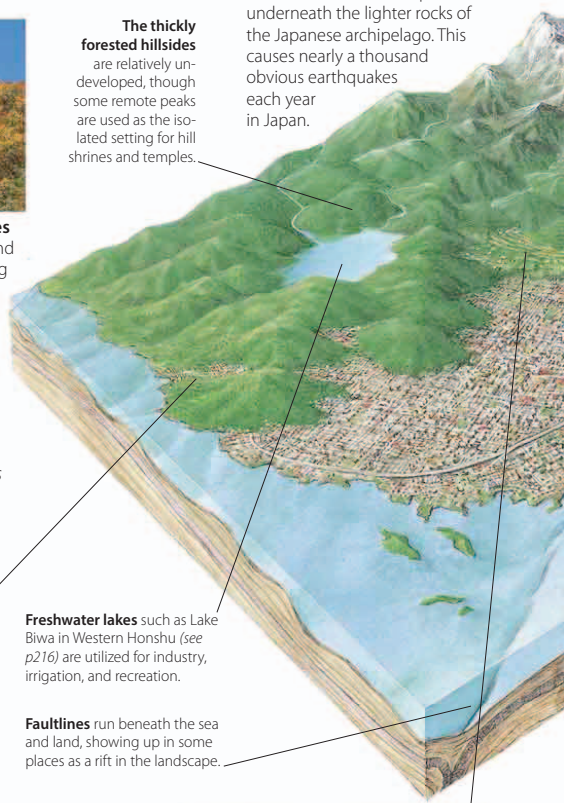 underneath the lighter rocks of
the Japanese archipelago. This
causes nearly a thousand
obvious earthquakes
each year
in Japan.
The thickly
forested hillsides
are relatively un-
developed, though
some remote peaks
are used as the iso-
lated setting for hill
shrines and temples.
Freshwater lakes such as Lake
Biwa in Western Honshu (see
p216) are utilized for industry,
irrigation, and recreation.
Faultlines run beneath the sea
and land, showing up in some
places as a rift in the landscape.